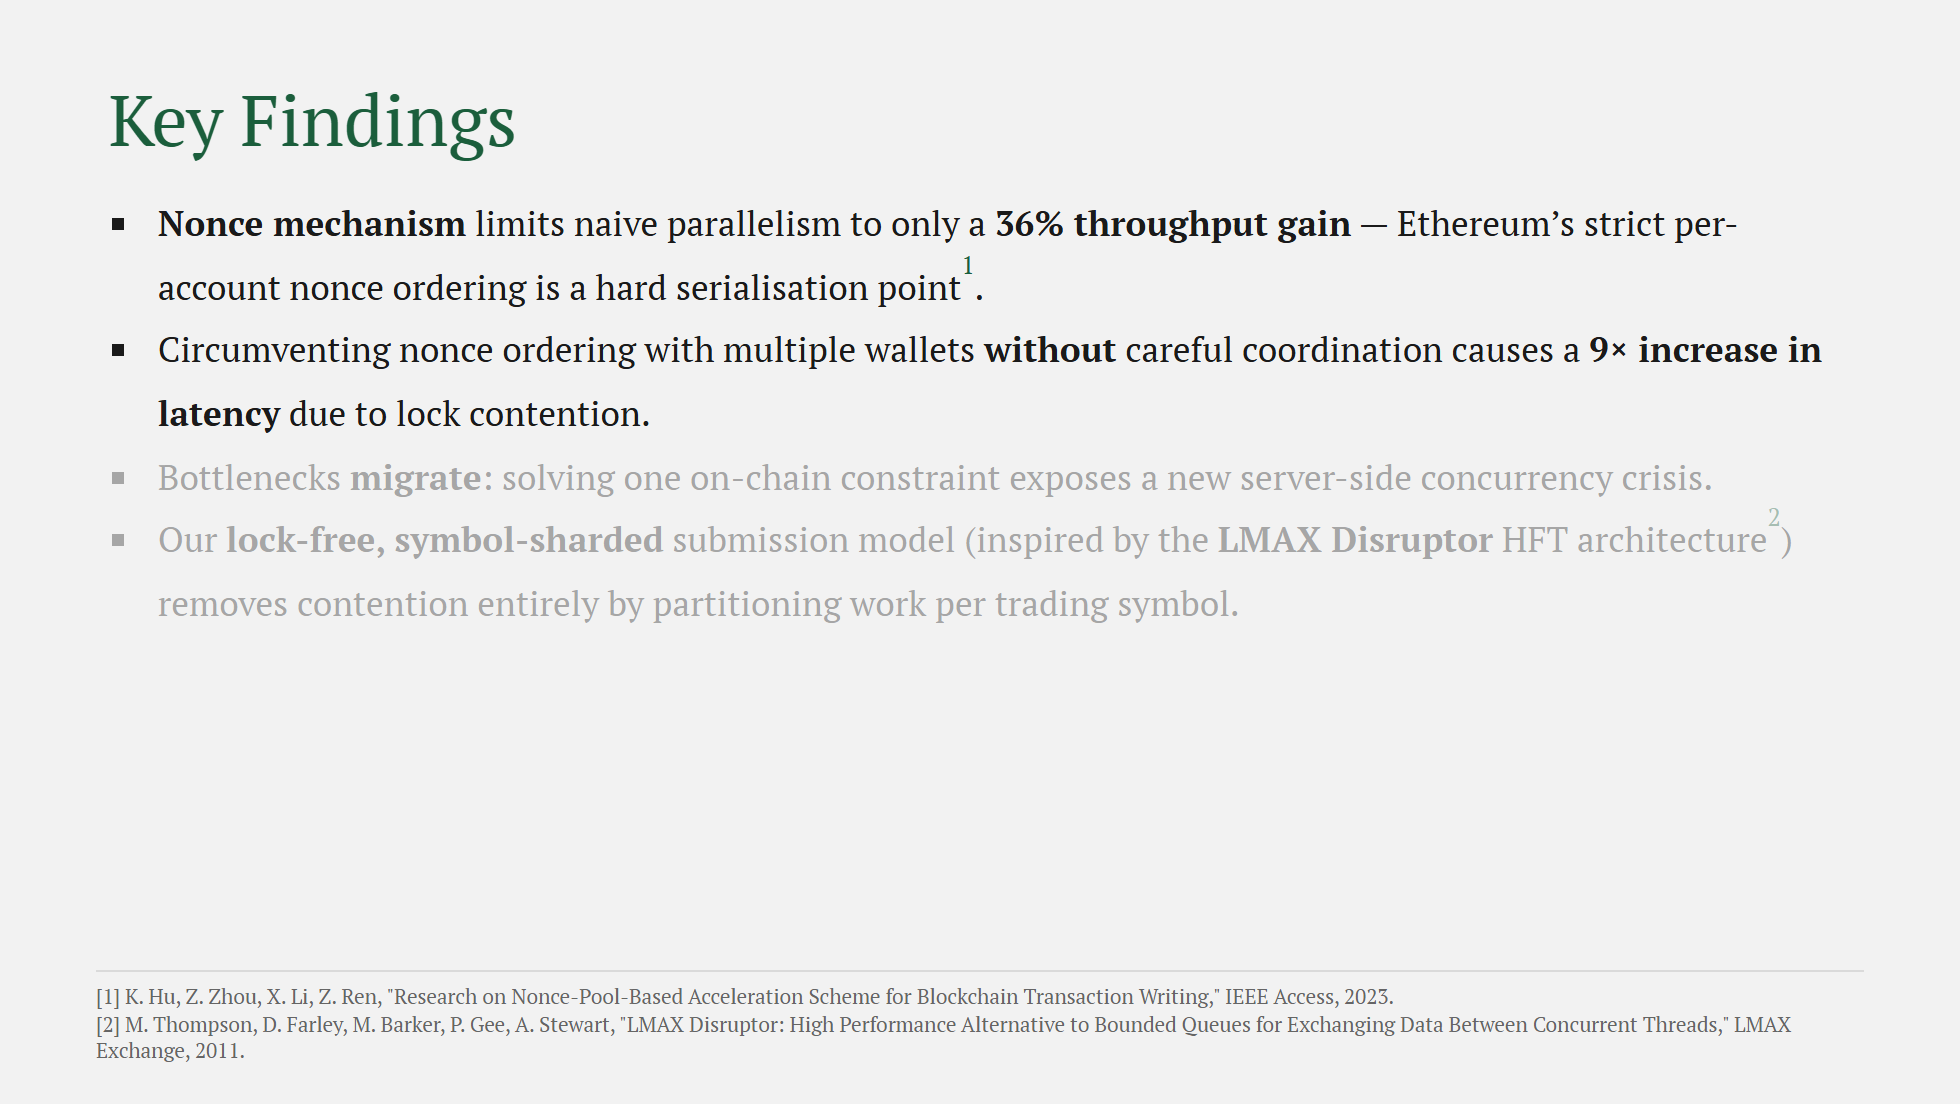 Key Findings
▪ Nonce mechanism limits naive parallelism to only a 36% throughput gain — Ethereum’s strict per-
account nonce ordering is a hard serialisation point¹.
▪ Circumventing nonce ordering with multiple wallets without careful coordination causes a 9× increase in
latency due to lock contention.
▪ Bottlenecks migrate: solving one on-chain constraint exposes a new server-side concurrency crisis.
▪ Our lock-free, symbol-sharded submission model (inspired by the LMAX Disruptor HFT architecture²)
removes contention entirely by partitioning work per trading symbol.
[1] K. Hu, Z. Zhou, X. Li, Z. Ren, "Research on Nonce-Pool-Based Acceleration Scheme for Blockchain Transaction Writing," IEEE Access, 2023.
[2] M. Thompson, D. Farley, M. Barker, P. Gee, A. Stewart, "LMAX Disruptor: High Performance Alternative to Bounded Queues for Exchanging Data Between Concurrent Threads," LMAX
Exchange, 2011.